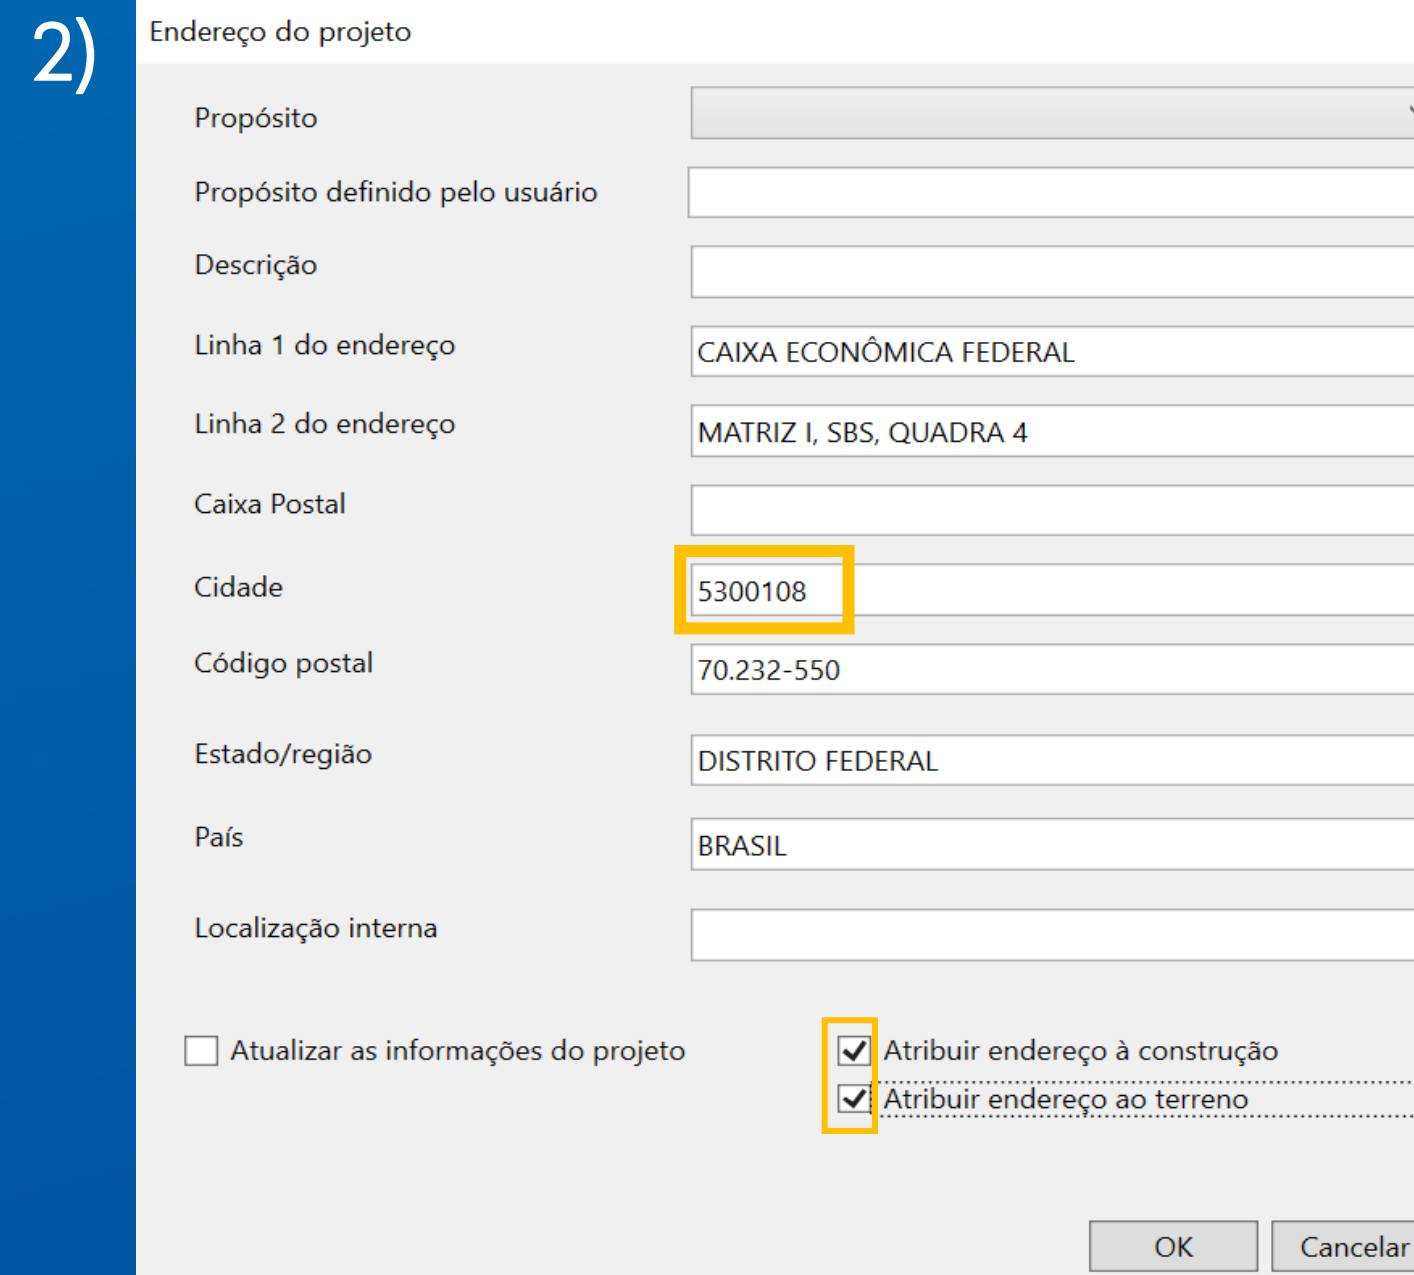 2)
Endereço do projeto
Propósito
Propósito definido pelo usuário
Descrição
Linha 1 do endereço
CAIXA ECONÔMICA FEDERAL
Linha 2 do endereço
MATRIZ I, SBS, QUADRA 4
Caixa Postal
Cidade
5300108
Código postal
70.232-550
Estado/região
DISTRITO FEDERAL
País
BRASIL
Localização interna
Atualizar as informações do projeto
Atribuir endereço à construção
Atribuir endereço ao terreno
OK
Cancelar